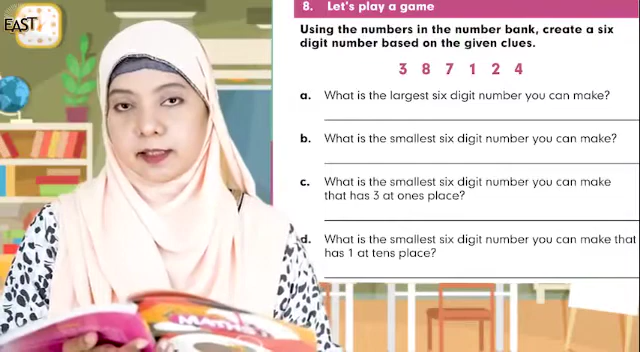 EAST
8. Let's play a game
Using the numbers in the number bank, create a six
digit number based on the given clues.
3 8 7 1 2 4
a. What is the largest six digit number you can make?
b. What is the smallest six digit number you can make?
c. What is the smallest six digit number you can make
that has 3 at ones place?
d. What is the smallest six digit number you can make that
has 1 at tens place?